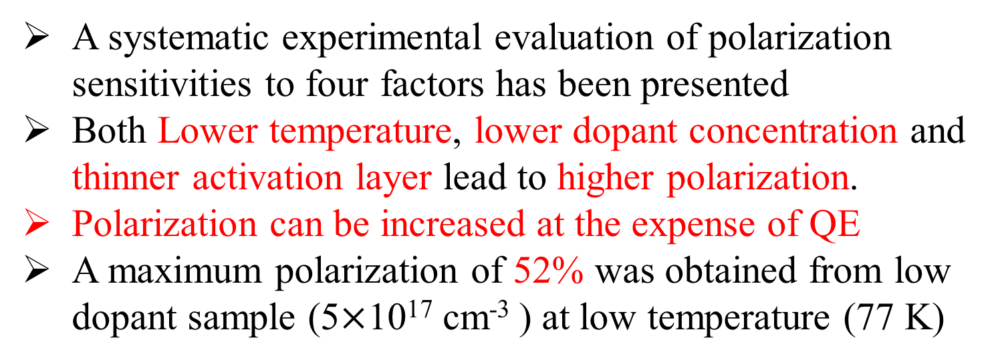 ➢ A systematic experimental evaluation of polarization
sensitivities to four factors has been presented
➢ Both Lower temperature, lower dopant concentration and
thinner activation layer lead to higher polarization.
➢ Polarization can be increased at the expense of QE
➢ A maximum polarization of 52% was obtained from low
dopant sample (5×10¹⁷ cm⁻³ ) at low temperature (77 K)